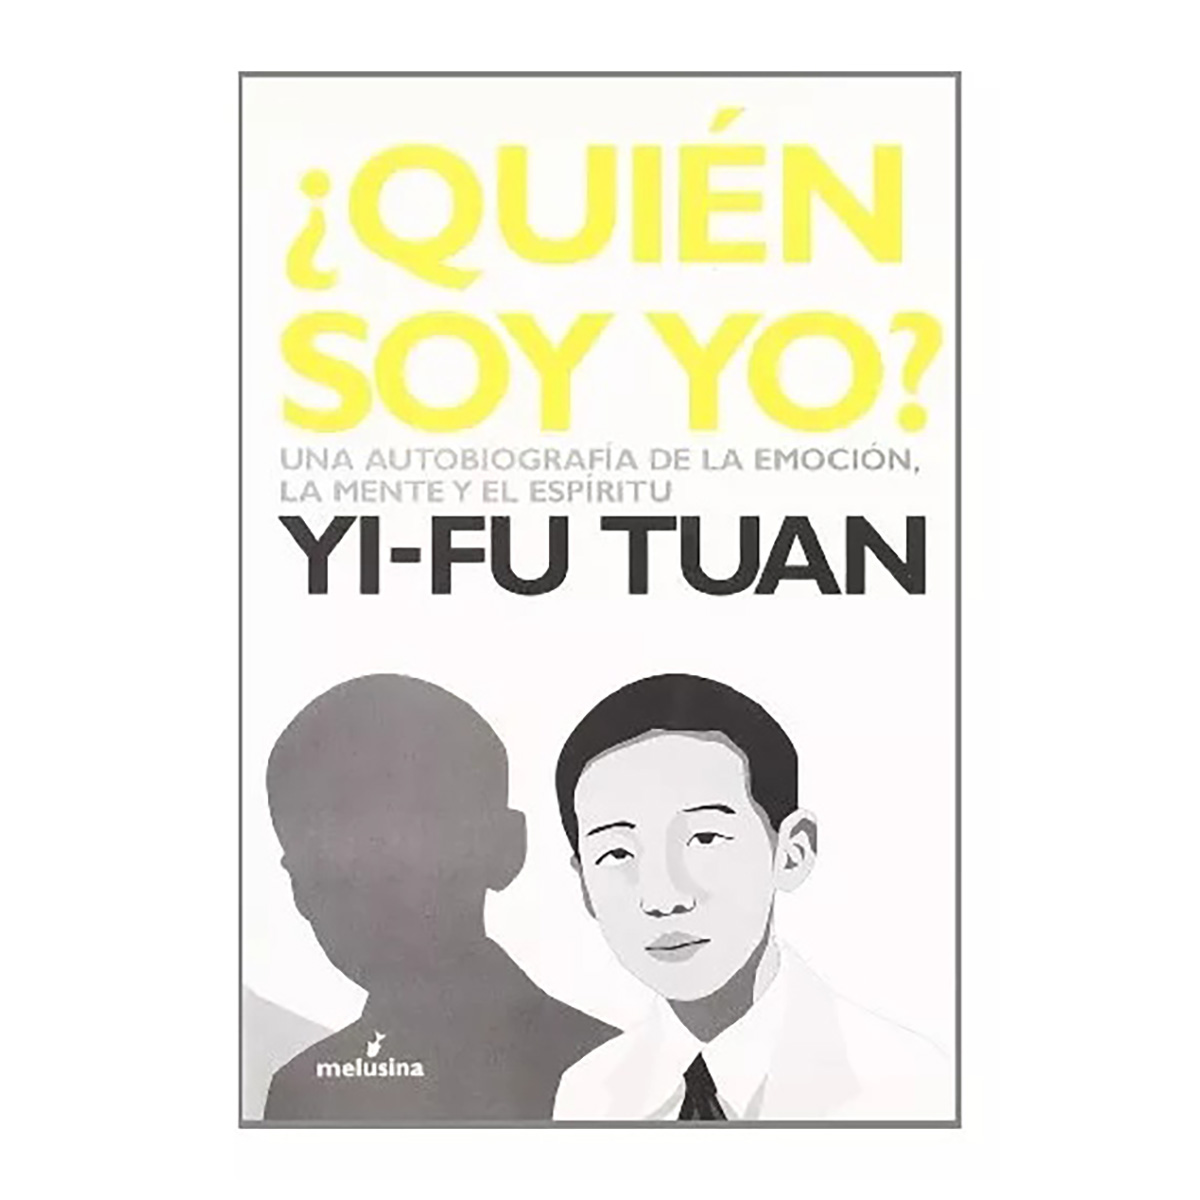 ¿QUIÉN
SOY YO?
UNA AUTOBIOGRAFÍA DE LA EMOCIÓN,
LA MENTE Y EL ESPÍRITU
YI-FU TUAN
melusina